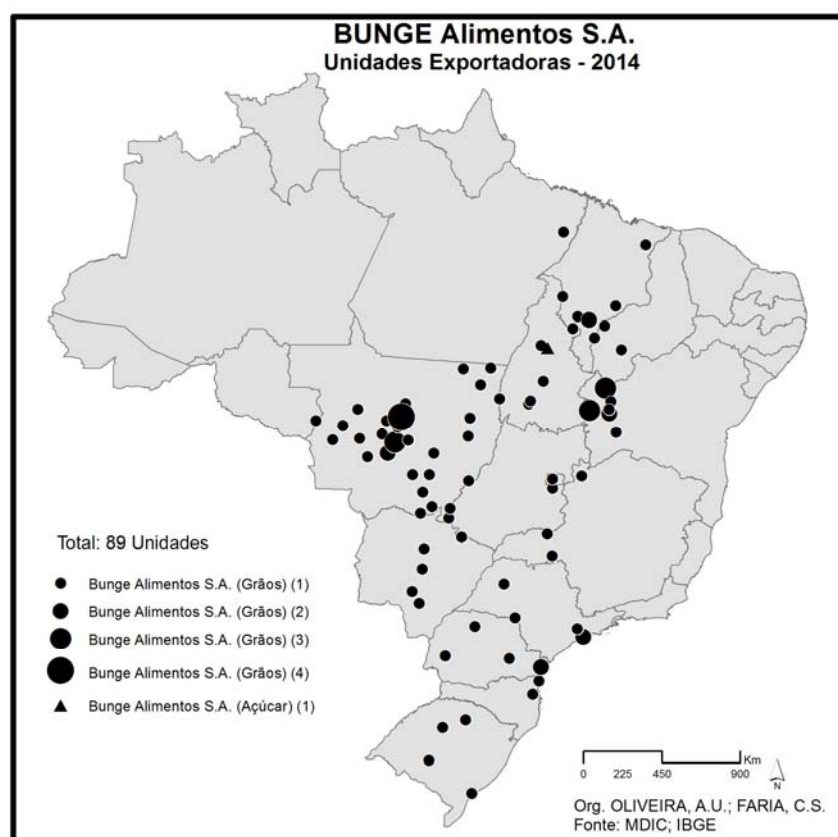 BUNGE Alimentos S.A.
Unidades Exportadoras - 2014
Total: 89 Unidades
Bunge Alimentos S.A. (Grãos) (1)
Bunge Alimentos S.A. (Grãos) (2)
Bunge Alimentos S.A. (Grãos) (3)
Bunge Alimentos S.A. (Grãos) (4)
Bunge Alimentos S.A. (Açúcar) (1)
Km
0 225 450 900
N
Org. OLIVEIRA, A.U.; FARIA, C.S.
Fonte: MDIC; IBGE